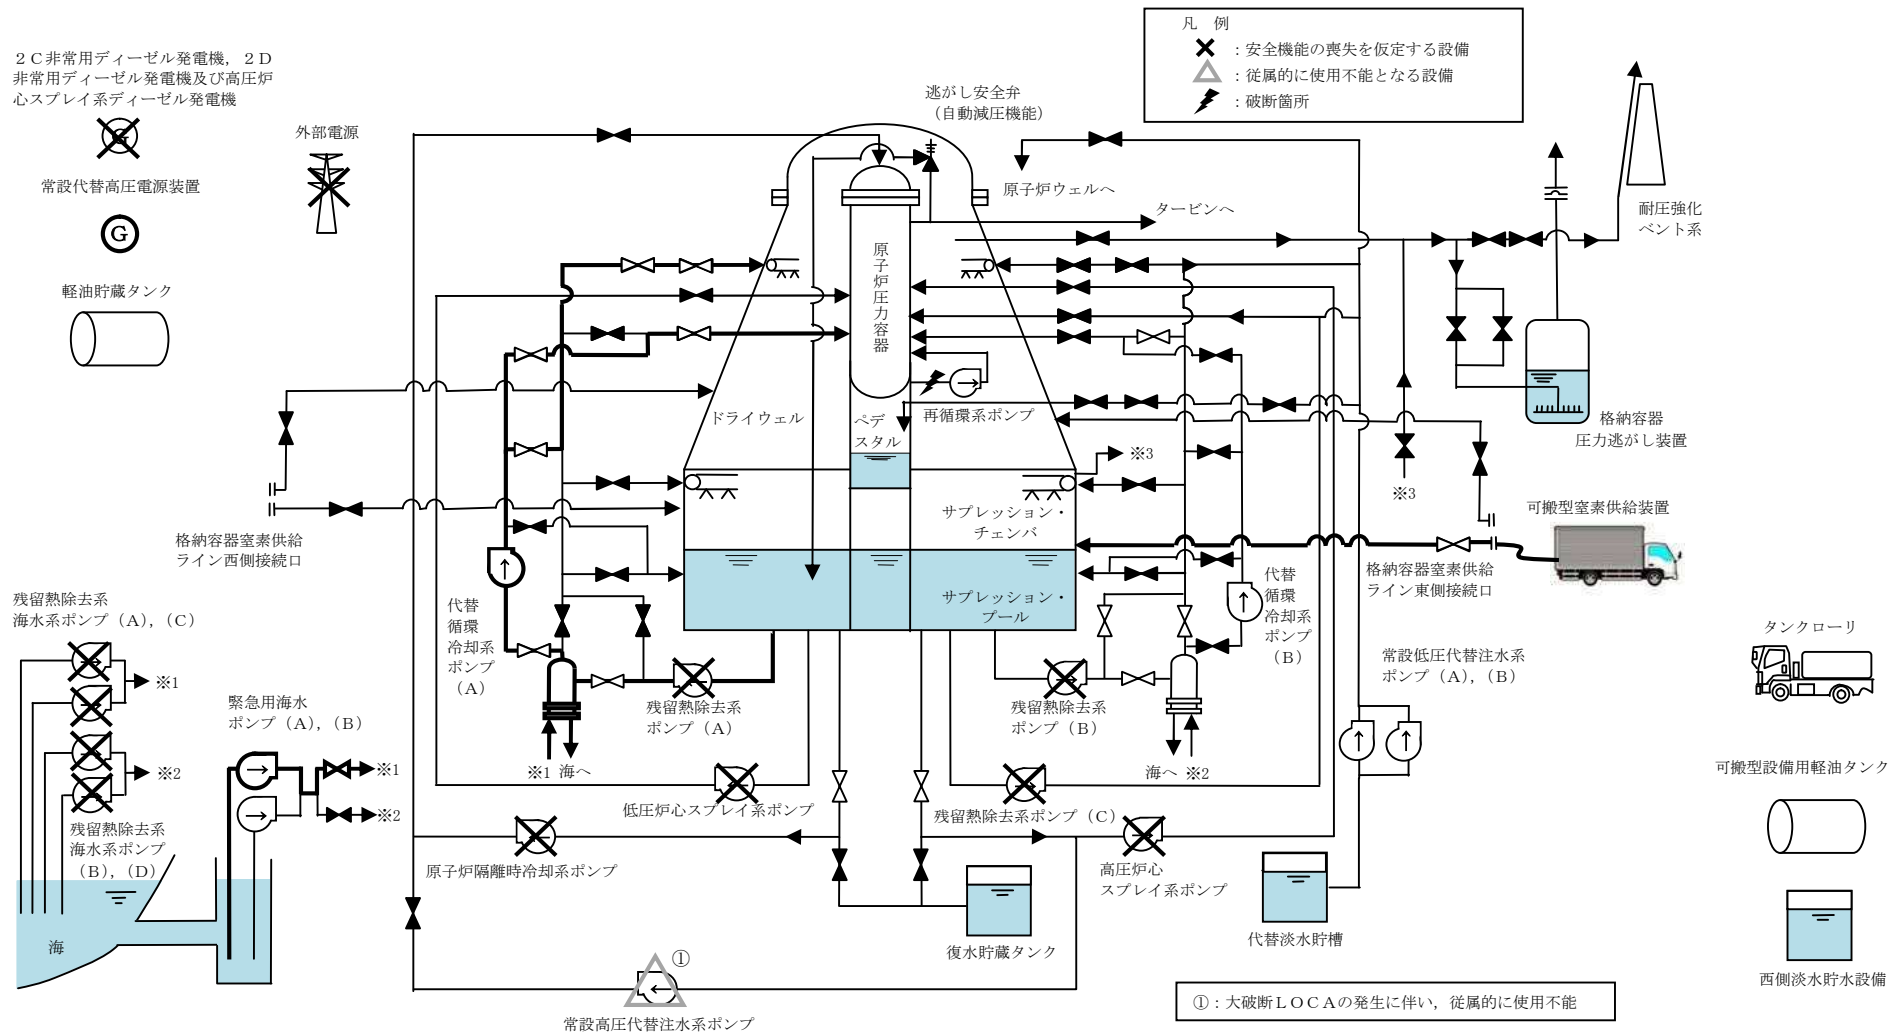 凡　例
：安全機能の喪失を仮定する設備
：従属的に使用不能となる設備
：破断箇所
２Ｃ非常用ディーゼル発電機，２Ｄ
非常用ディーゼル発電機及び高圧炉
心スプレイ系ディーゼル発電機
G
外部電源
常設代替高圧電源装置
G
軽油貯蔵タンク
逃がし安全弁
（自動減圧機能）
原子炉ウェルへ
タービンへ
耐圧強化
ベント系
原子炉圧力容器
ドライウェル
ペデ
スタル
再循環系ポンプ
格納容器
圧力逃がし装置
※3
※3
可搬型窒素供給装置
サプレッション・
チェンバ
サプレッション・
プール
格納容器窒素供給
ライン西側接続口
格納容器窒素供給
ライン東側接続口
代替
循環
冷却系
ポンプ
（A）
代替
循環
冷却系
ポンプ
（B）
残留熱除去系
海水系ポンプ（A），（C）
※1
※2
残留熱除去系
海水系ポンプ
（B），（D）
緊急用海水
ポンプ（A），（B）
※1
※2
海
残留熱除去系
ポンプ（A）
※1 海へ
残留熱除去系
ポンプ（B）
海へ ※2
常設低圧代替注水系
ポンプ（A），（B）
タンクローリ
可搬型設備用軽油タンク
低圧炉心スプレイ系ポンプ
残留熱除去系ポンプ（C）
原子炉隔離時冷却系ポンプ
高圧炉心
スプレイ系ポンプ
復水貯蔵タンク
代替淡水貯槽
西側淡水貯水設備
①
常設高圧代替注水系ポンプ
①：大破断ＬＯＣＡの発生に伴い，従属的に使用不能